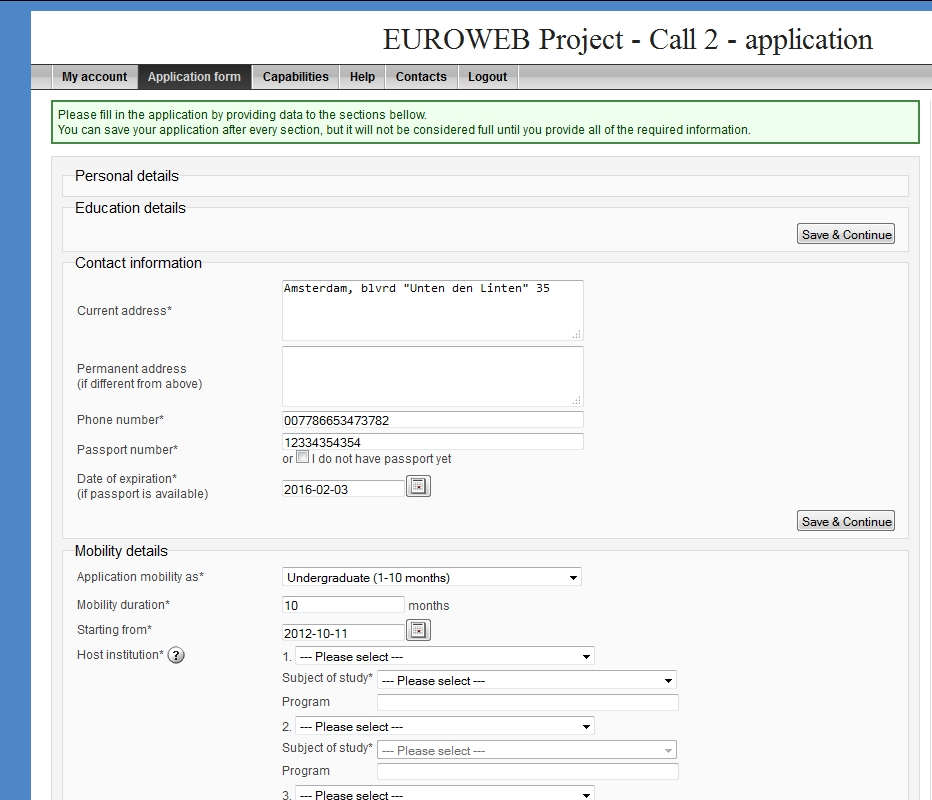 EUROWEB Project - Call 2 - application
My account Application form Capabilities Help Contacts Logout
Please fill in the application by providing data to the sections bellow.
You can save your application after every section, but it will not be considered full until you provide all of the required information.
Personal details
Education details
Save & Continue
Contact information
Current address* Amsterdam, blvrd "Unten den Linten" 35
Permanent address
(if different from above)
Phone number* 007786653473782
Passport number* 12334354354
or I do not have passport yet
Date of expiration*
(if passport is available) 2016-02-03
Save & Continue
Mobility details
Application mobility as* Undergraduate (1-10 months)
Mobility duration* 10 months
Starting from* 2012-10-11
Host institution* ? 1. --- Please select ---
Subject of study* --- Please select ---
Program
2. --- Please select ---
Subject of study* --- Please select ---
Program
3. --- Please select ---